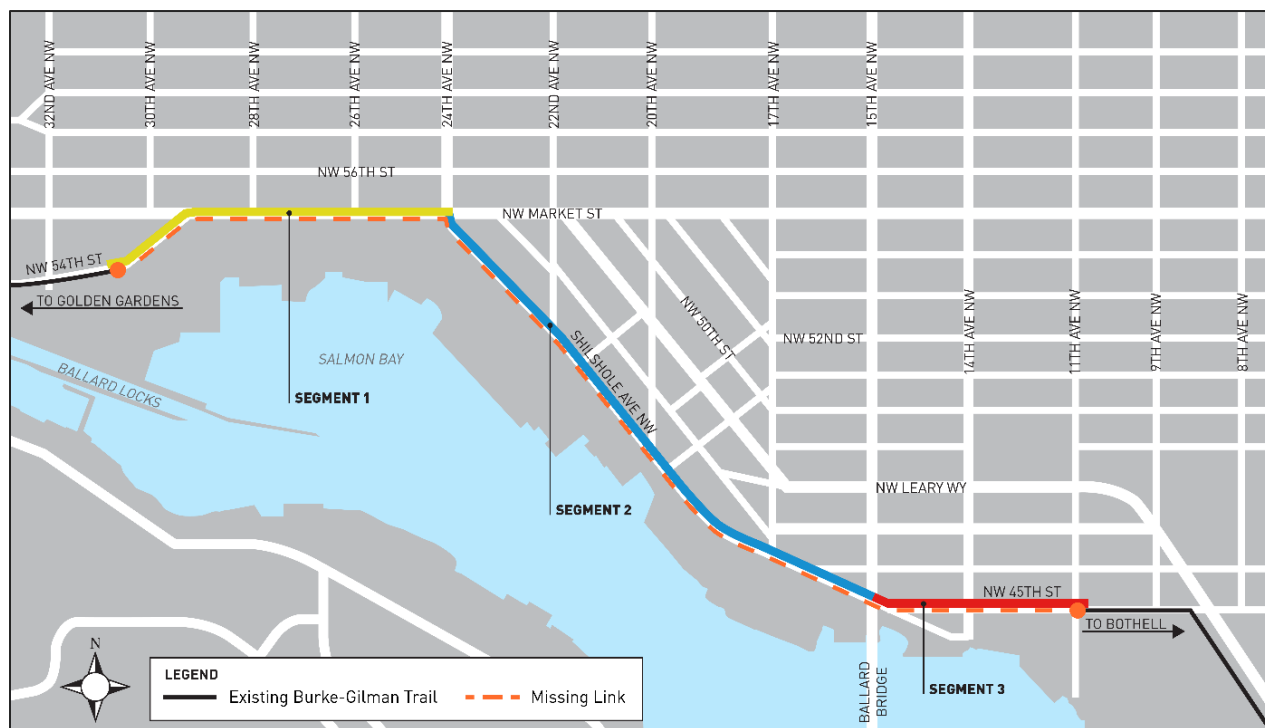 32ND AVE NW
30TH AVE NW
28TH AVE NW
26TH AVE NW
24TH AVE NW
22ND AVE NW
20TH AVE NW
17TH AVE NW
15TH AVE NW
NW 56TH ST
NW MARKET ST
NW 54TH ST
TO GOLDEN GARDENS
SALMON BAY
BALLARD LOCKS
SEGMENT 1
SHILSHOLE AVE NW
NW 50TH ST
NW 52ND ST
14TH AVE NW
11TH AVE NW
9TH AVE NW
8TH AVE NW
SEGMENT 2
NW LEARY WY
NW 45TH ST
TO BOTHELL
SEGMENT 3
BALLARD
BRIDGE
N
LEGEND
Existing Burke-Gilman Trail
Missing Link